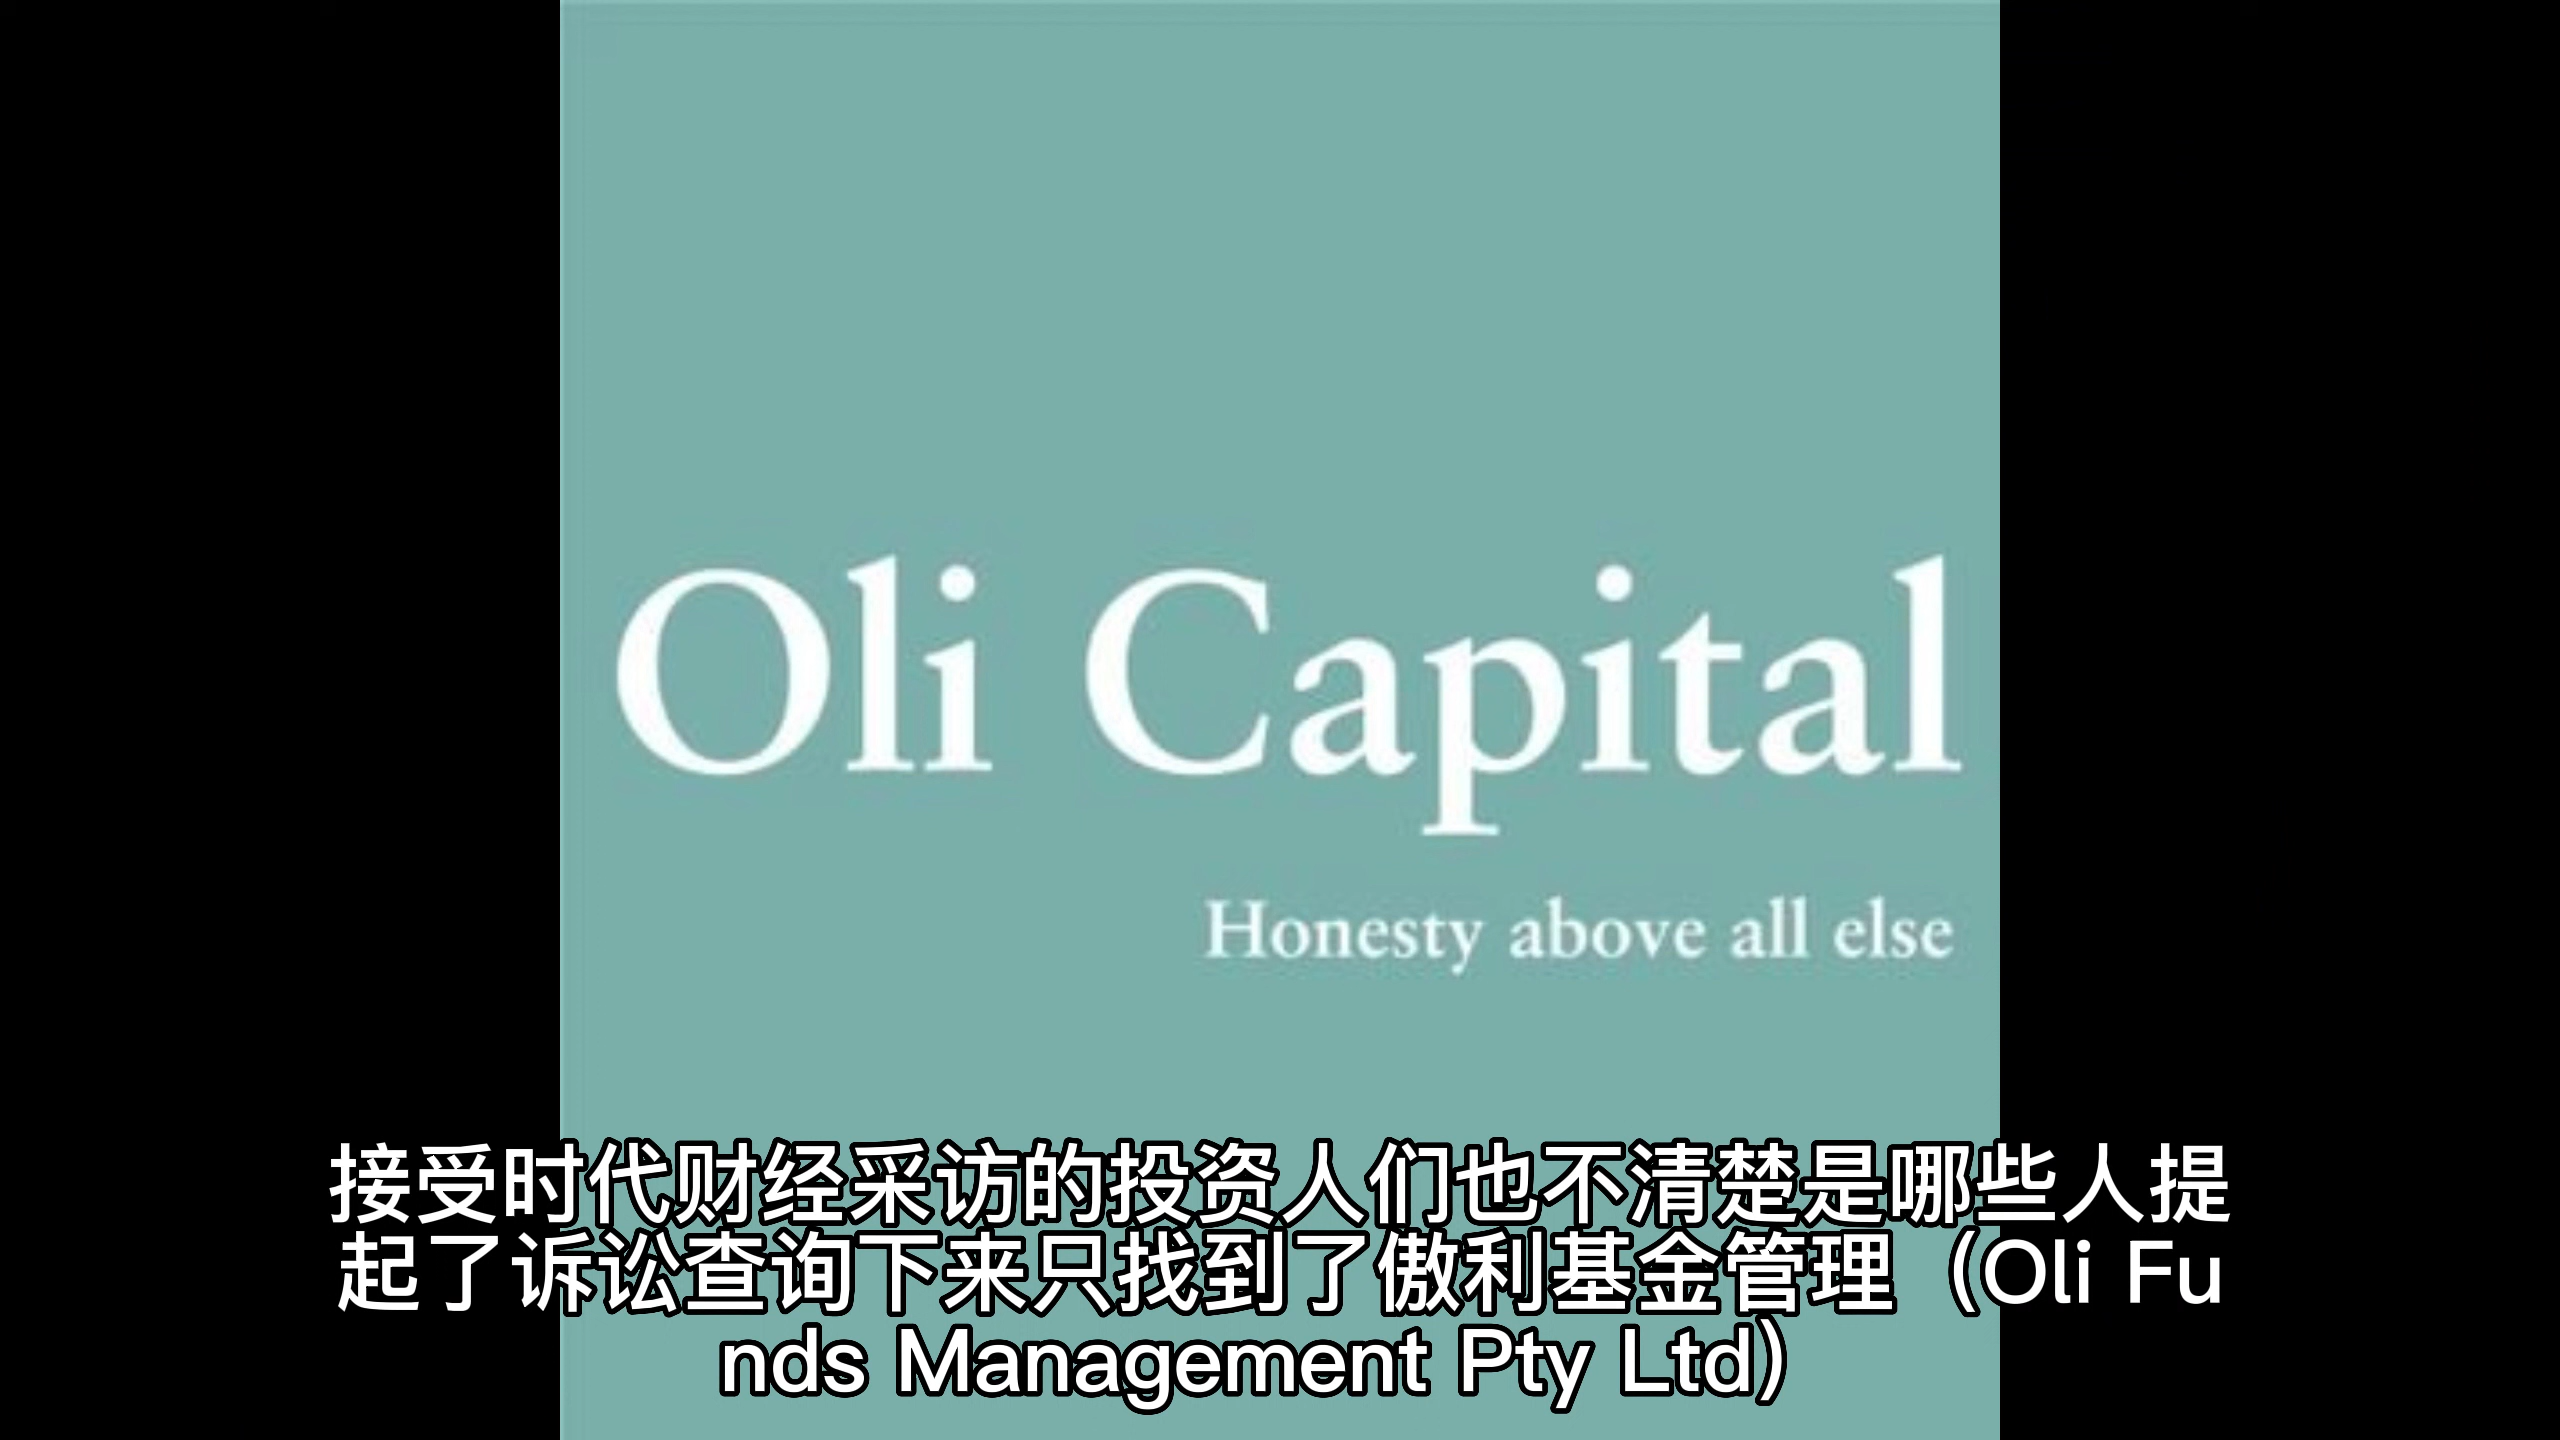 Oli Capital
Honesty above all else
接受时代财经采访的投资人们也不清楚是哪些人提
起了诉讼查询下来只找到了傲利基金管理（Oli Fu
nds Management Pty Ltd）